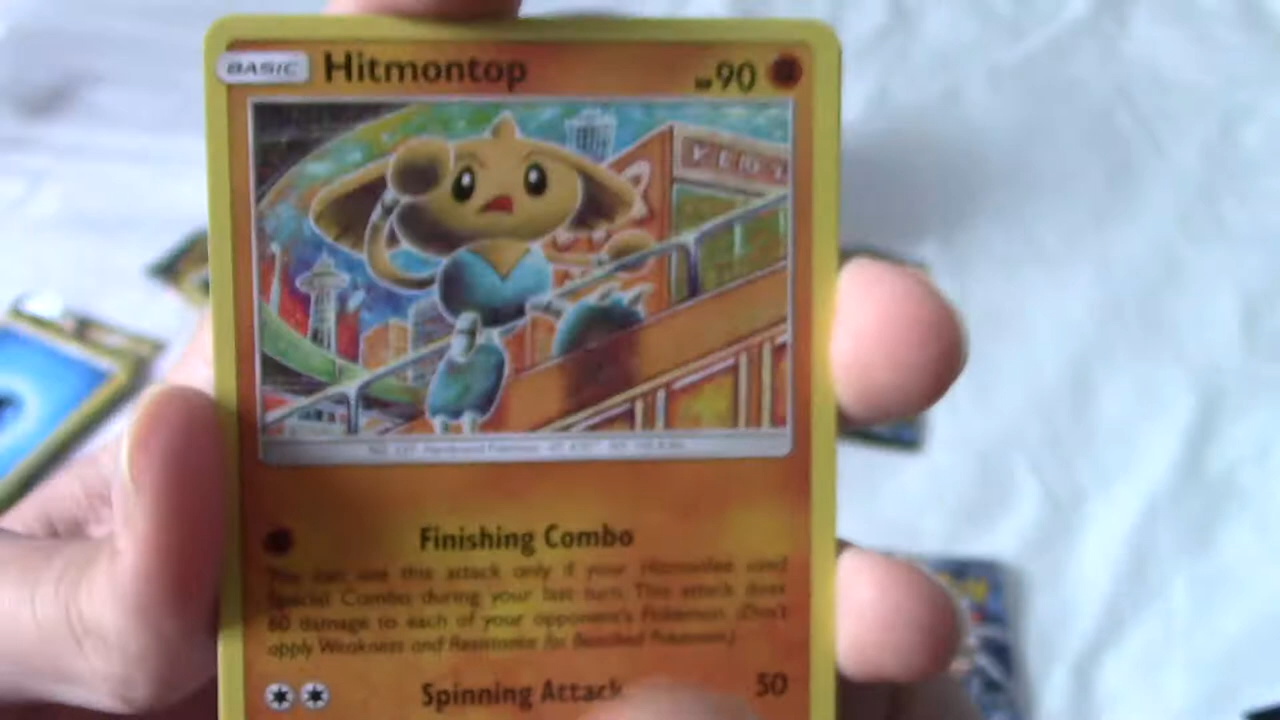 BASIC Hitmontop HP 90
Finishing Combo
You can use this attack only if your Hitmonlee used
Special Combo during your last turn. This attack does
60 damage to each of your opponent's Pokémon. (Don't
apply Weakness and Resistance for Benched Pokémon.)
Spinning Attack 50